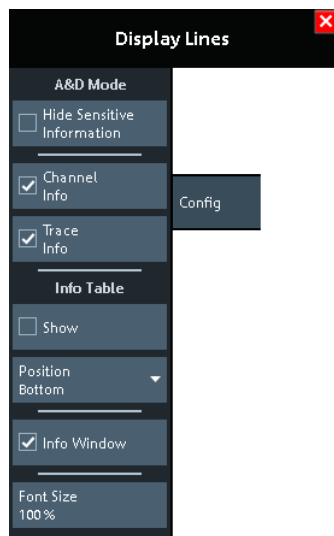 Display Lines
A&D Mode
Hide Sensitive
Information
Channel
Info
Trace
Info
Config
Info Table
Show
Position
Bottom
Info Window
Font Size
100 %